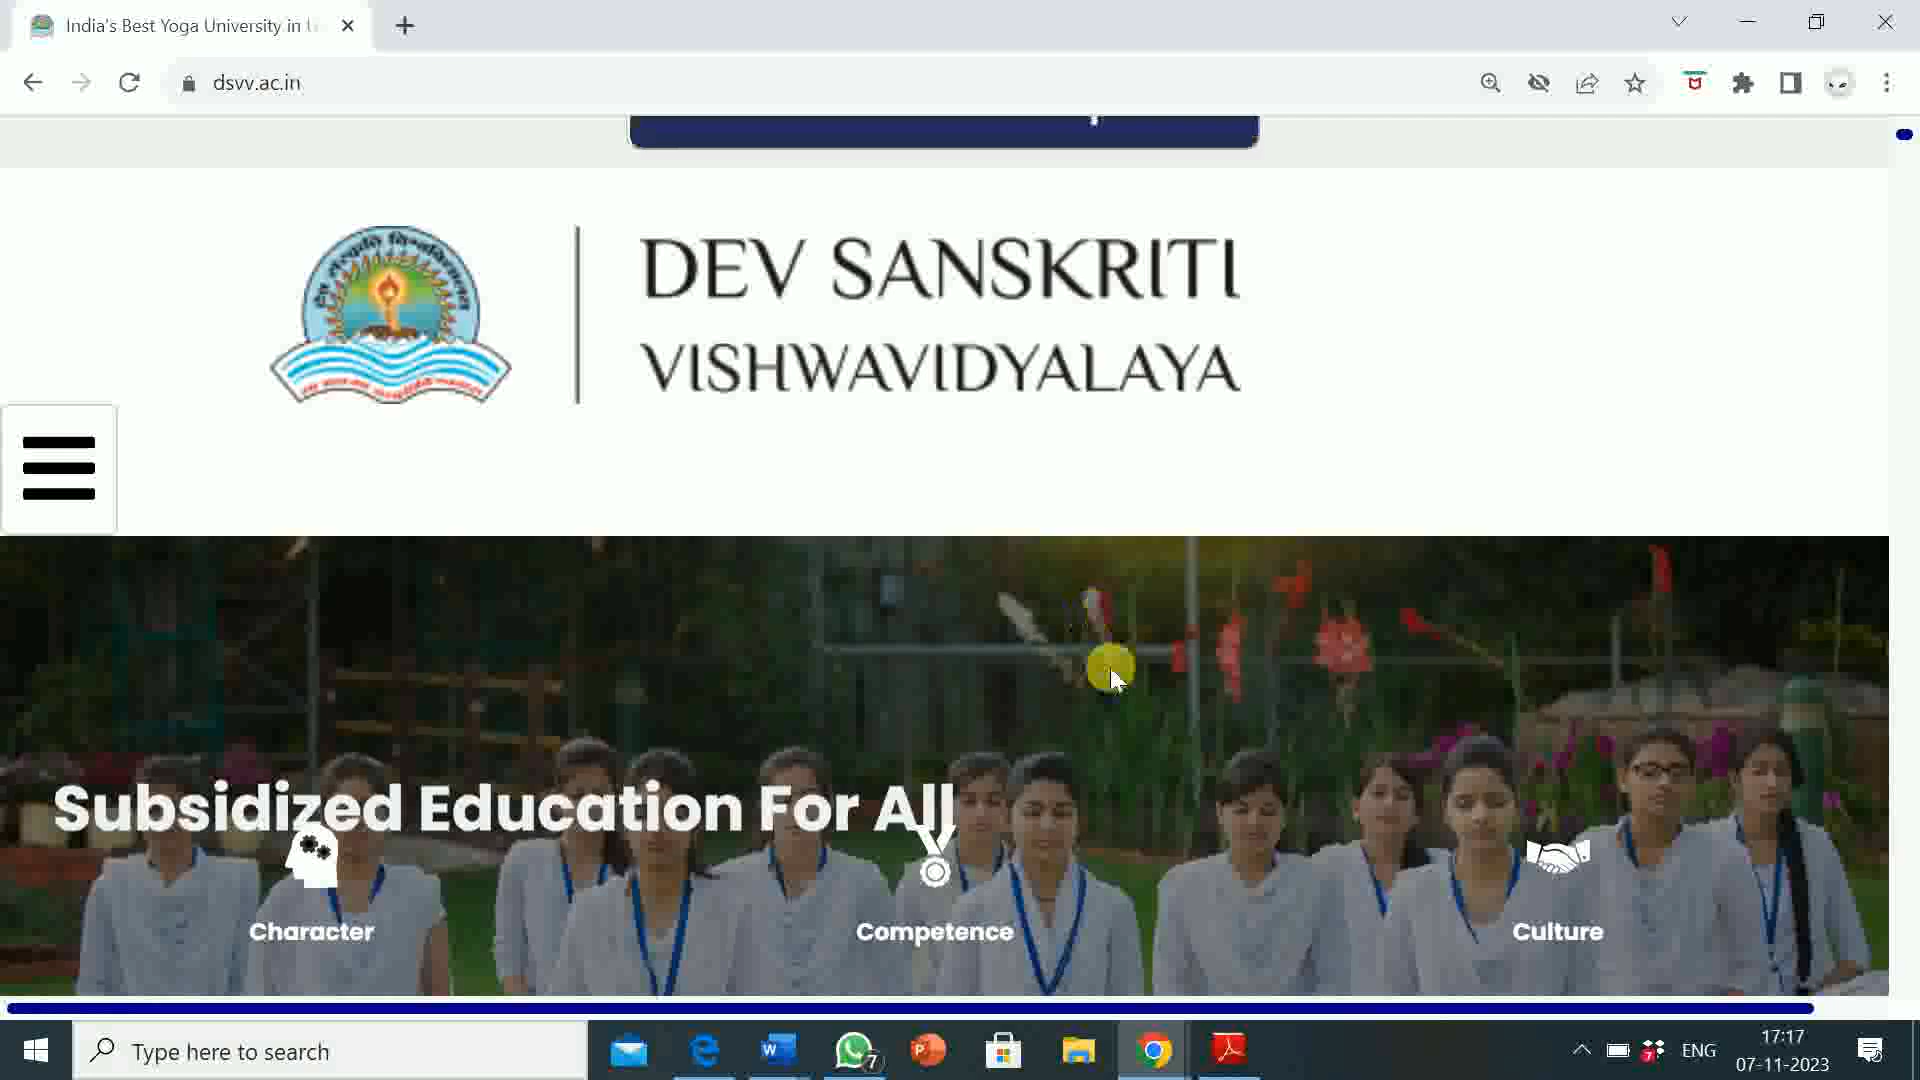 India's Best Yoga University in
dsvv.ac.in
DEV SANSKRITI
VISHWAVIDYALAYA
Subsidized Education For All
Character
Competence
Culture
Type here to search
7
7
ENG
17:17
07-11-2023